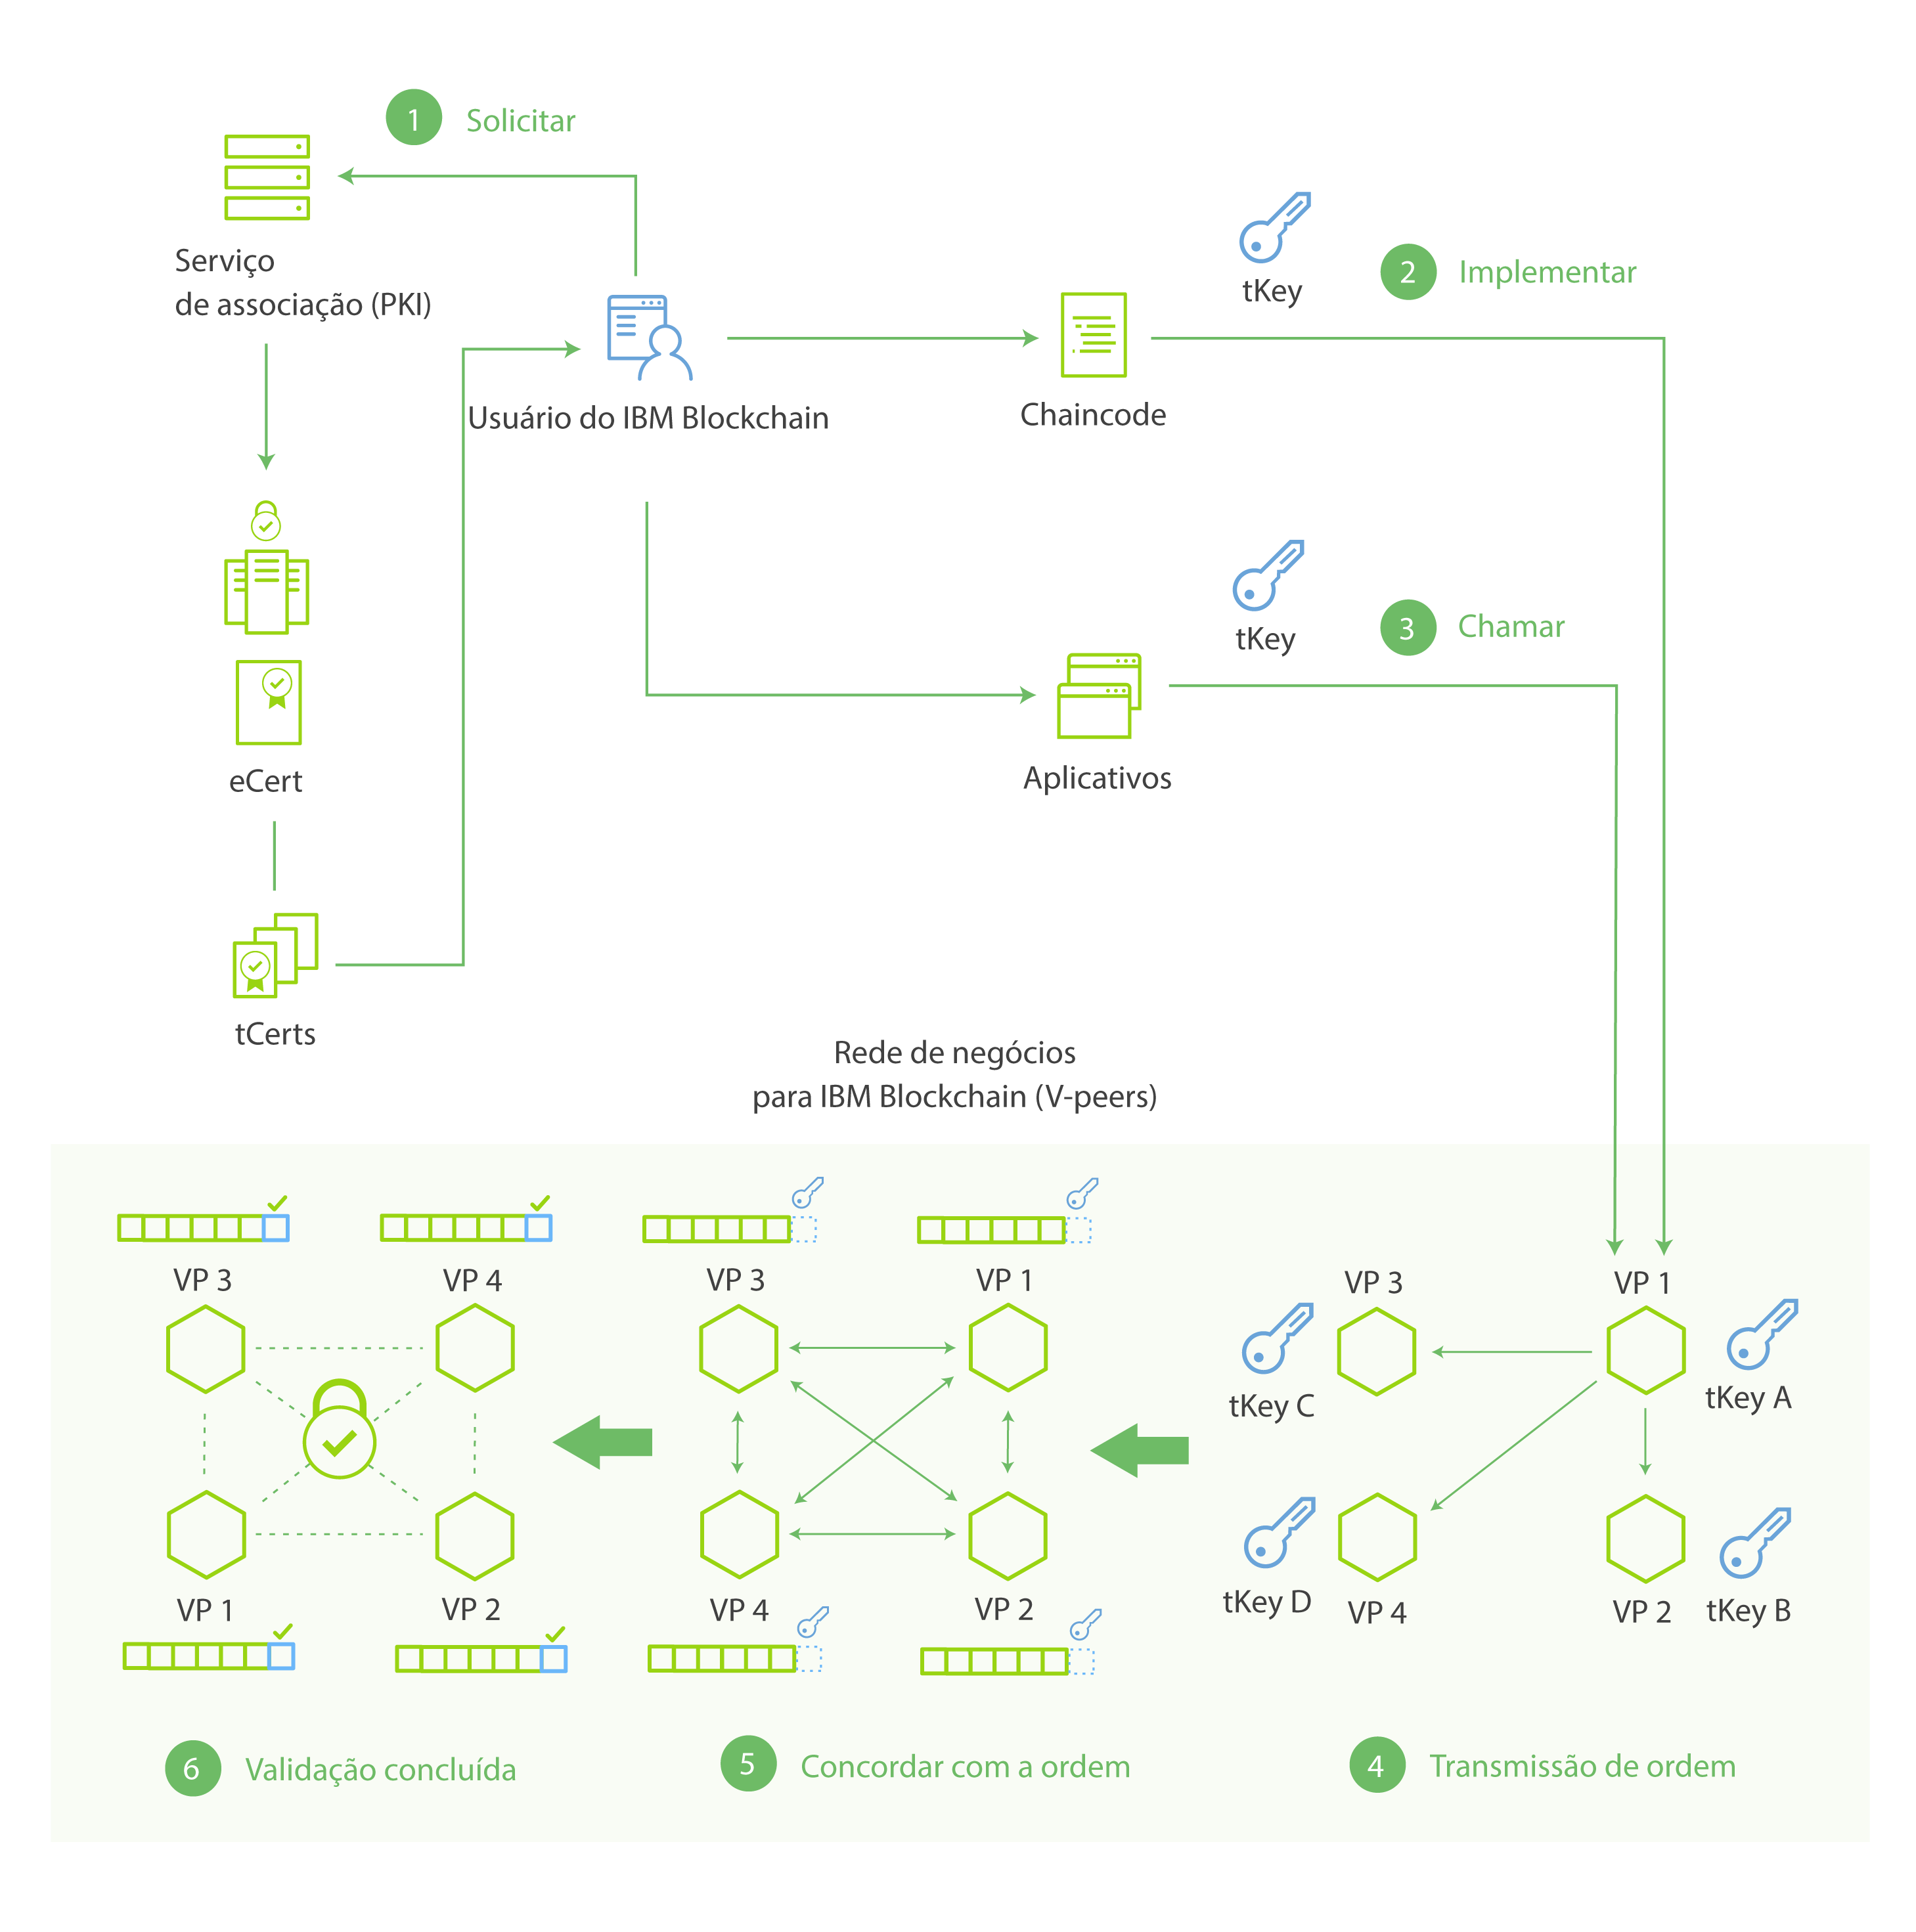 1 Solicitar
Serviço
de associação (PKI)
tKey
2 Implementar
Usuário do IBM Blockchain
Chaincode
tKey
3 Chamar
eCert
Aplicativos
tCerts
Rede de negócios
para IBM Blockchain (V-peers)
VP 3
VP 4
VP 3
VP 1
VP 3
VP 1
tKey C
tKey A
VP 1
VP 2
VP 4
VP 2
tKey D
VP 4
VP 2
tKey B
6 Validação concluída
5 Concordar com a ordem
4 Transmissão de ordem